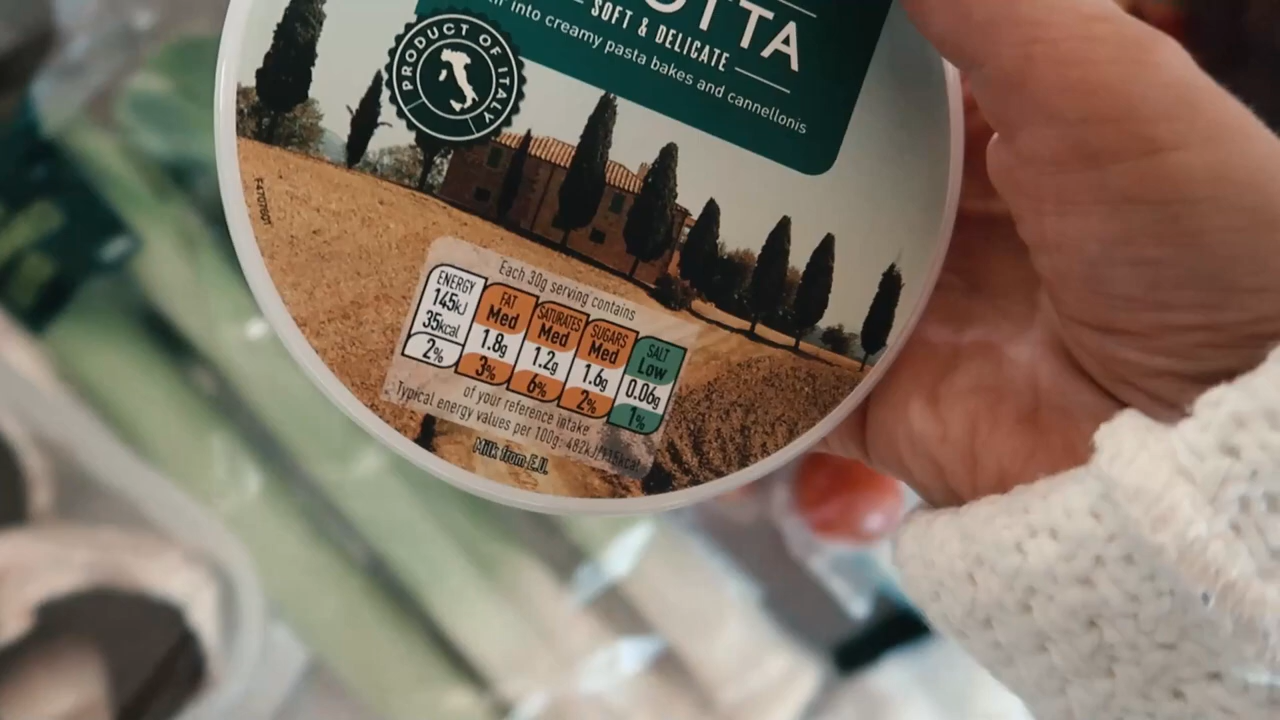 OTTA
SOFT & DELICATE
into creamy pasta bakes and cannellonis
PRODUCT OF ITALY
Each 30g serving contains
ENERGY
145kJ
35kcal
2%
FAT
Med
1.8g
3%
SATURATES
Med
1.2g
6%
SUGARS
Med
1.6g
2%
SALT
Low
0.06g
1%
of your reference intake
Typical energy values per 100g: 482kJ/115kcal
Milk from E.U.